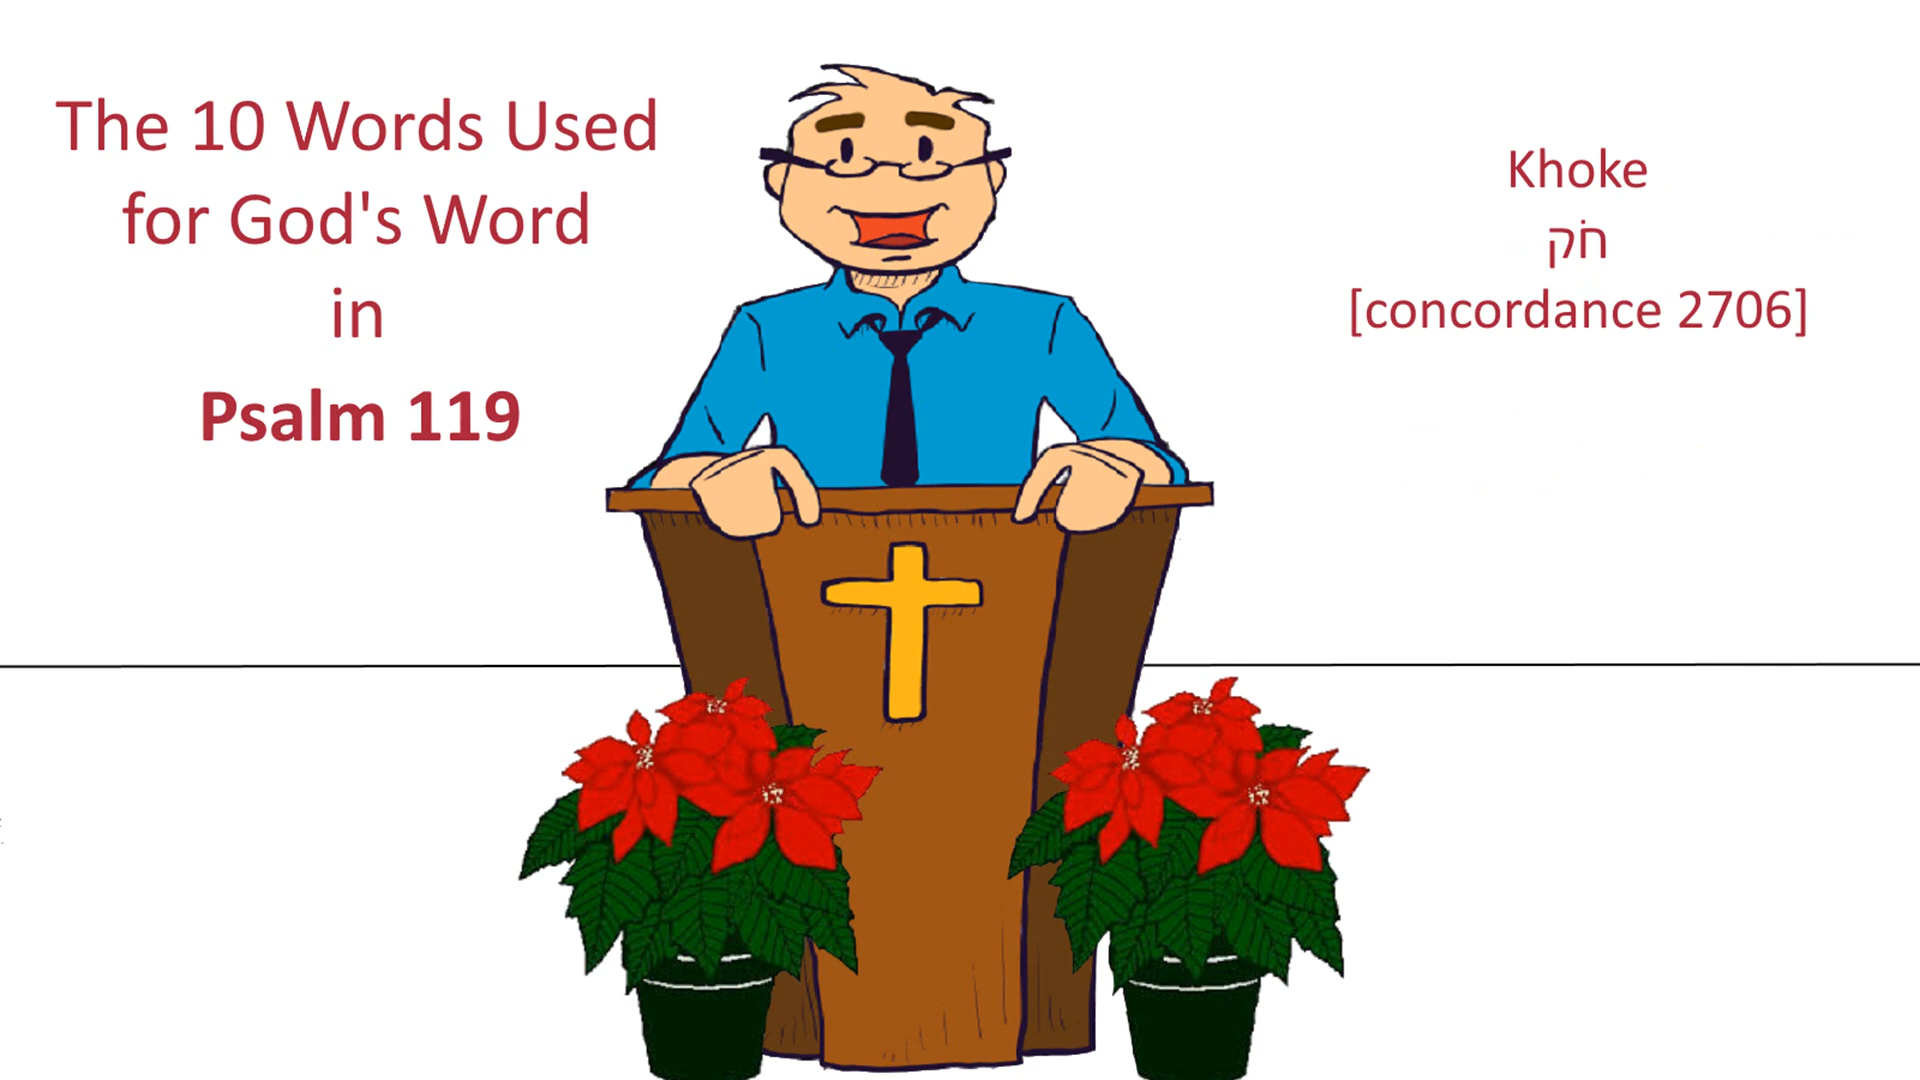 The 10 Words Used
for God's Word
in
Psalm 119
Khoke
חֹק
[concordance 2706]